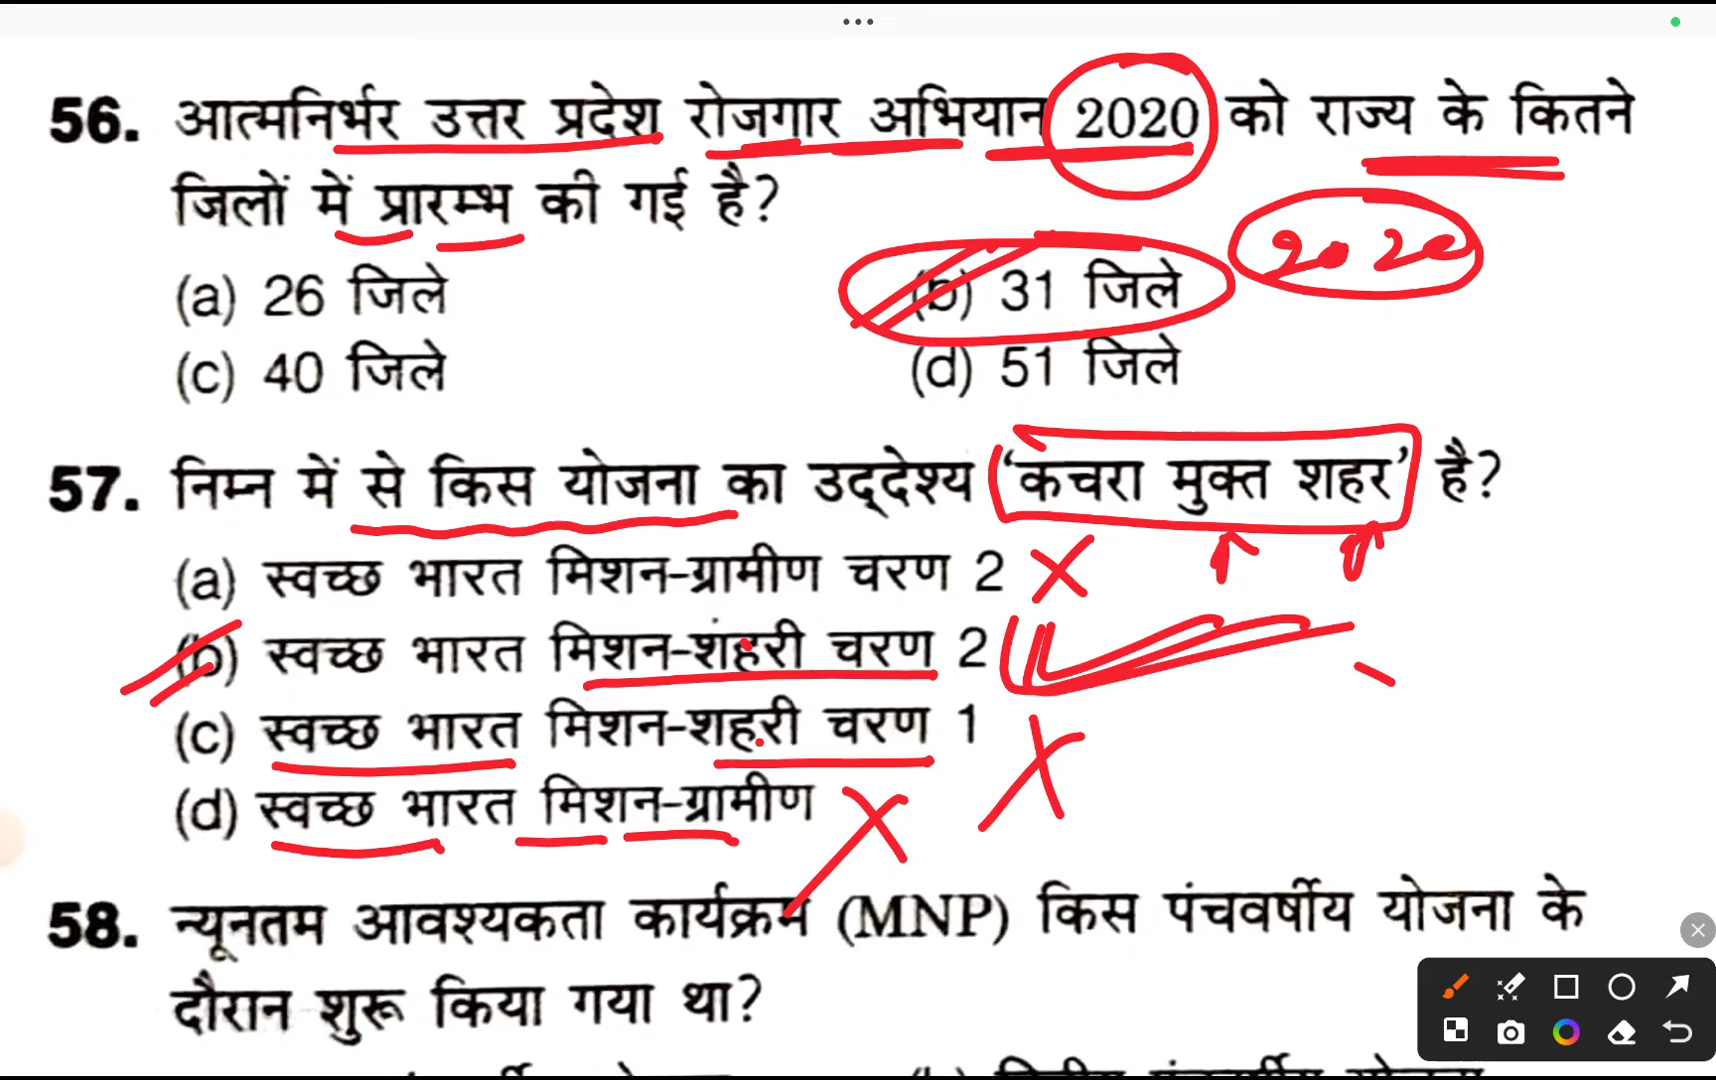 56. आत्मनिर्भर उत्तर प्रदेश रोजगार अभियान 2020 को राज्य के कितने
जिलों में प्रारम्भ की गई है?
(a) 26 जिले (b) 31 जिले
2020
(c) 40 जिले (d) 51 जिले
57. निम्न में से किस योजना का उद्देश्य 'कचरा मुक्त शहर' है?
(a) स्वच्छ भारत मिशन-ग्रामीण चरण 2
(b) स्वच्छ भारत मिशन-शहरी चरण 2
(c) स्वच्छ भारत मिशन-शहरी चरण 1
(d) स्वच्छ भारत मिशन-ग्रामीण
58. न्यूनतम आवश्यकता कार्यक्रम (MNP) किस पंचवर्षीय योजना के
दौरान शुरू किया गया था?